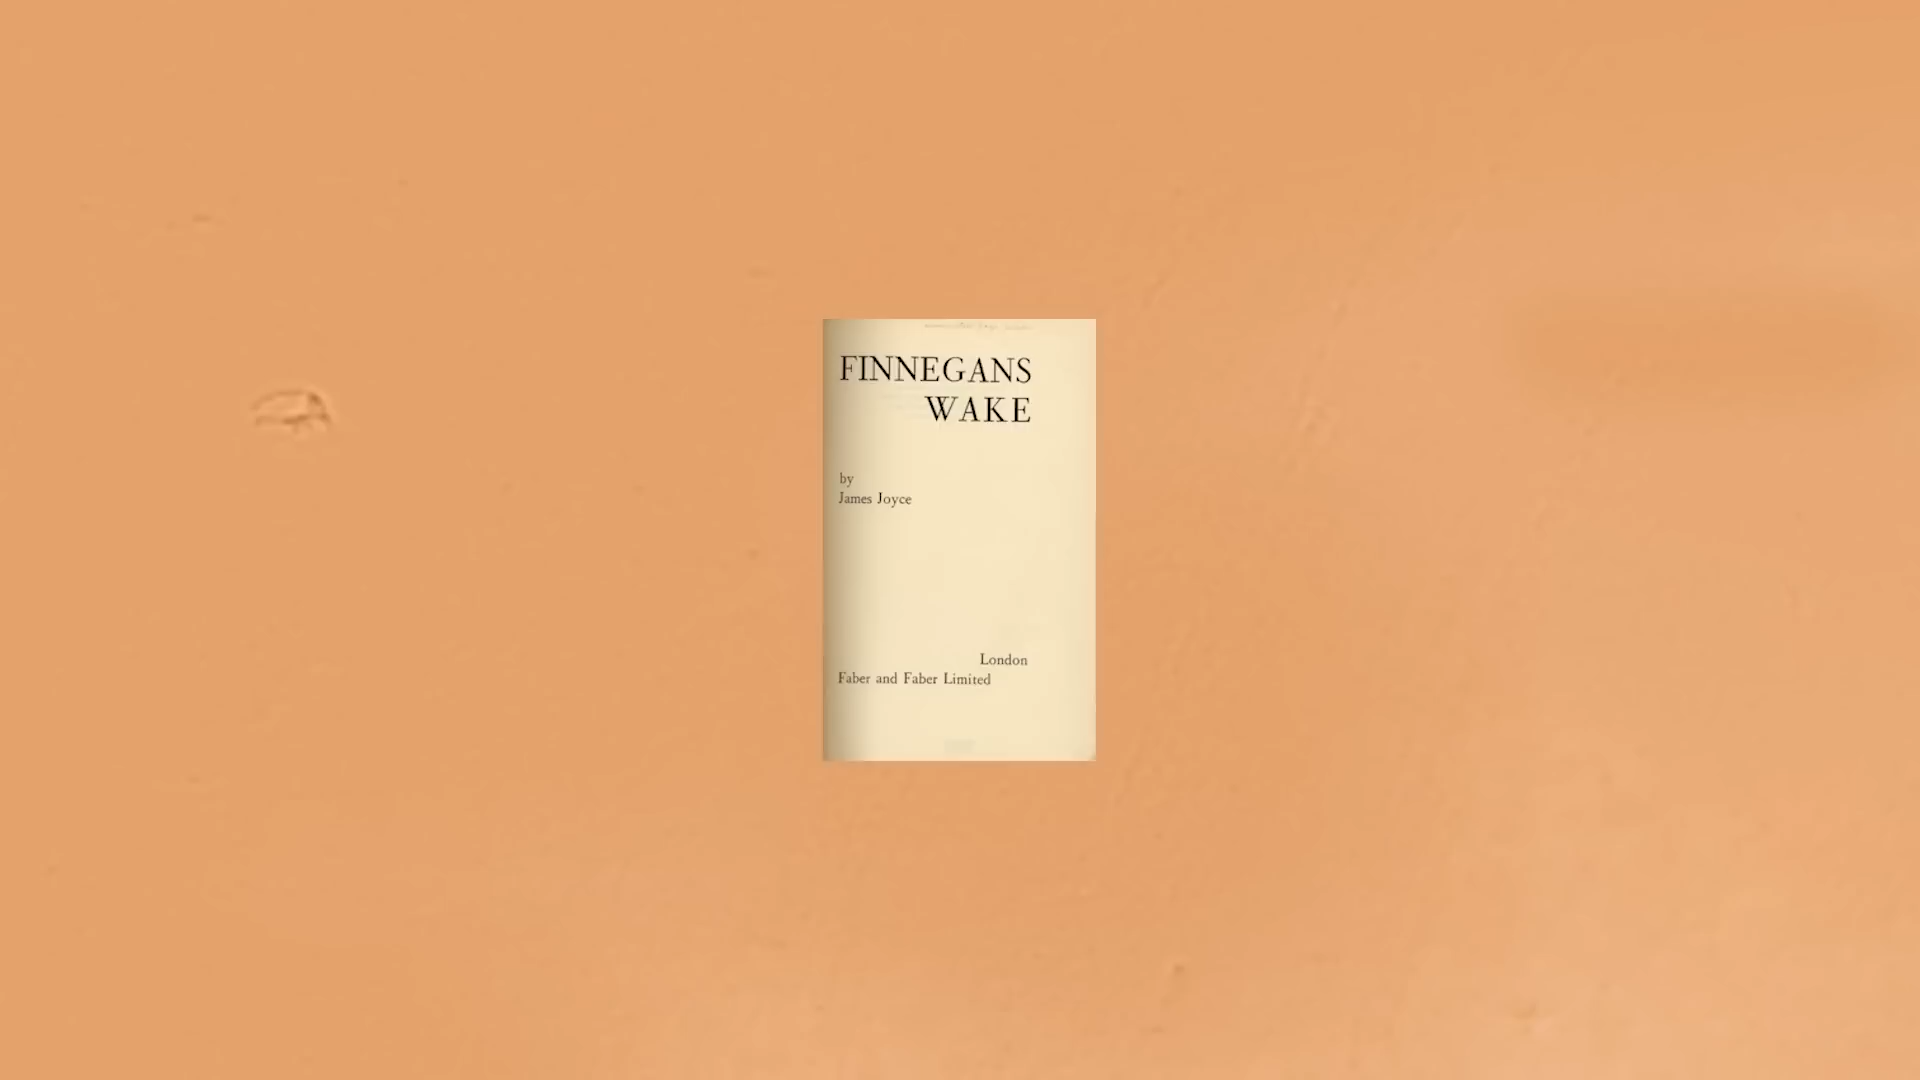 FINNEGANS
WAKE
by
James Joyce
London
Faber and Faber Limited